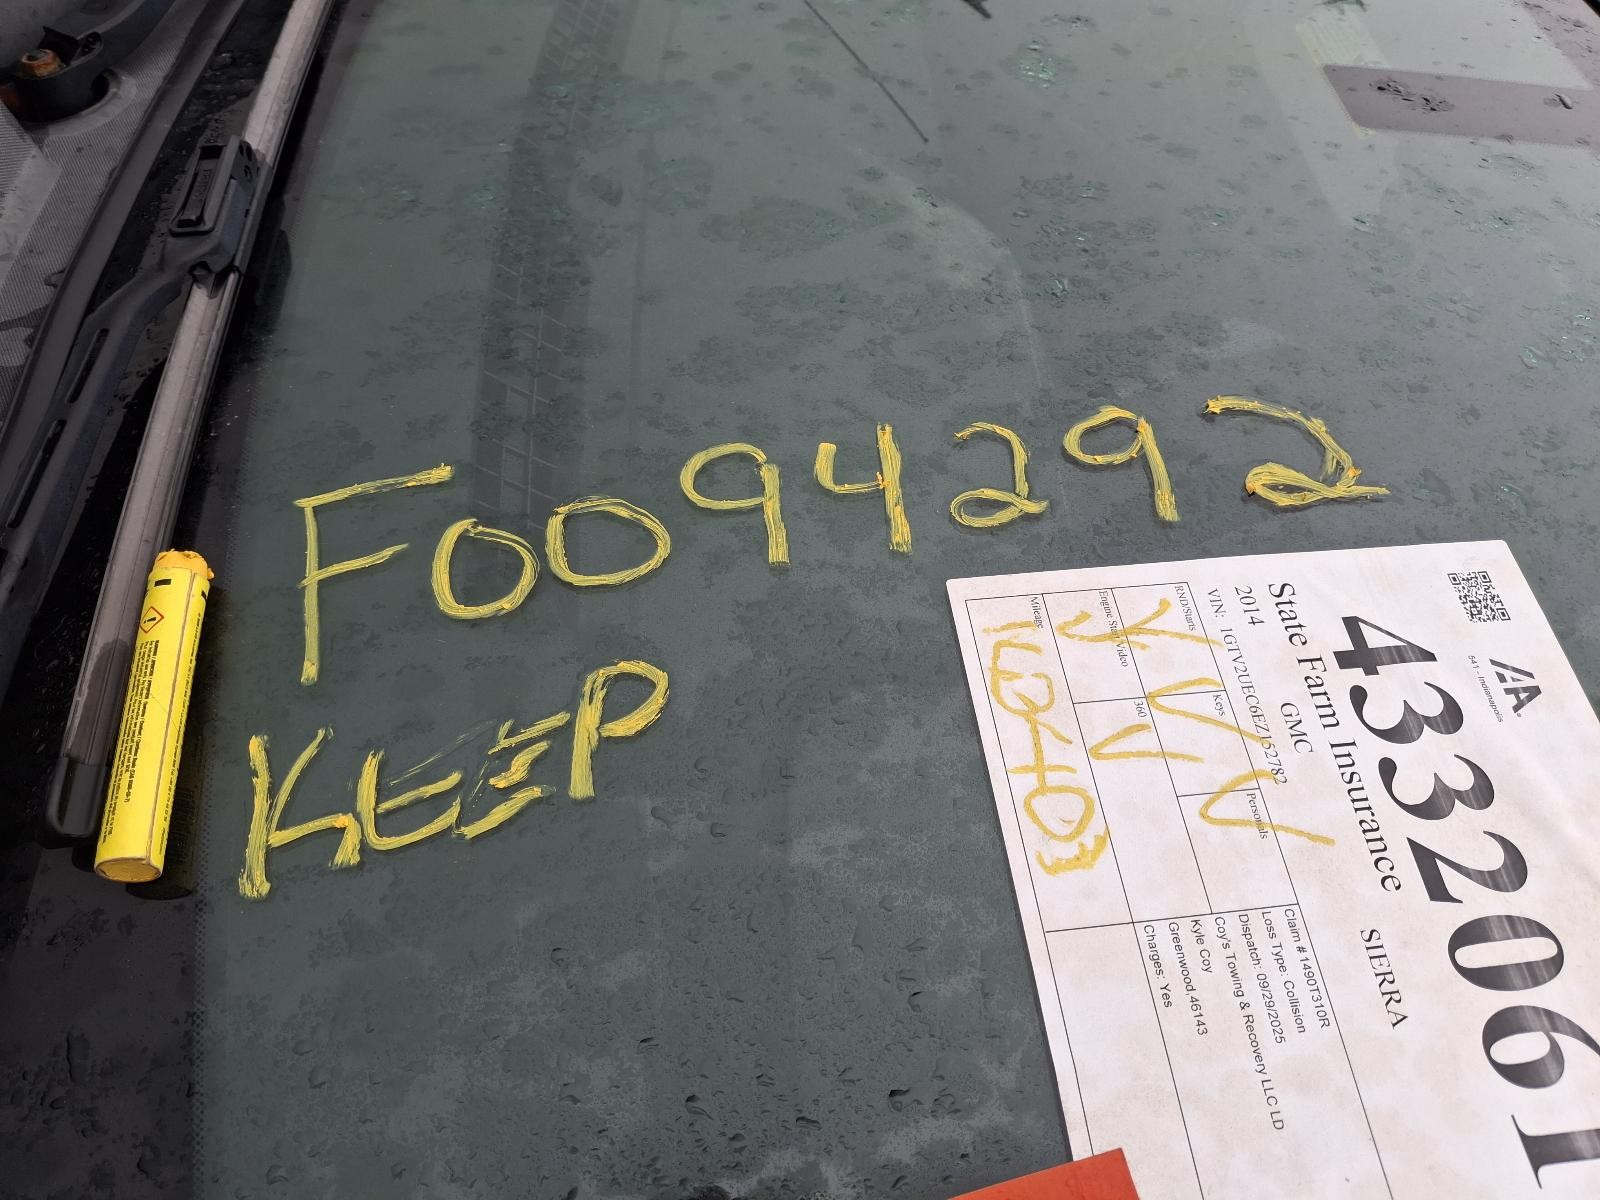 F0094292
KEEP
IAA
541 - Indianapolis
4332061
State Farm Insurance
2014 GMC SIERRA
VIN: 1GTV2UEC6EZ152782
RND/Starts
Keys
Personals
Engine Start Video
360
Mileage
Claim # 1490T310R
Loss Type: Collision
Dispatch: 09/29/2025
Coy's Towing & Recovery LLC LD
Kyle Coy
Greenwood,46143
Charges: Yes